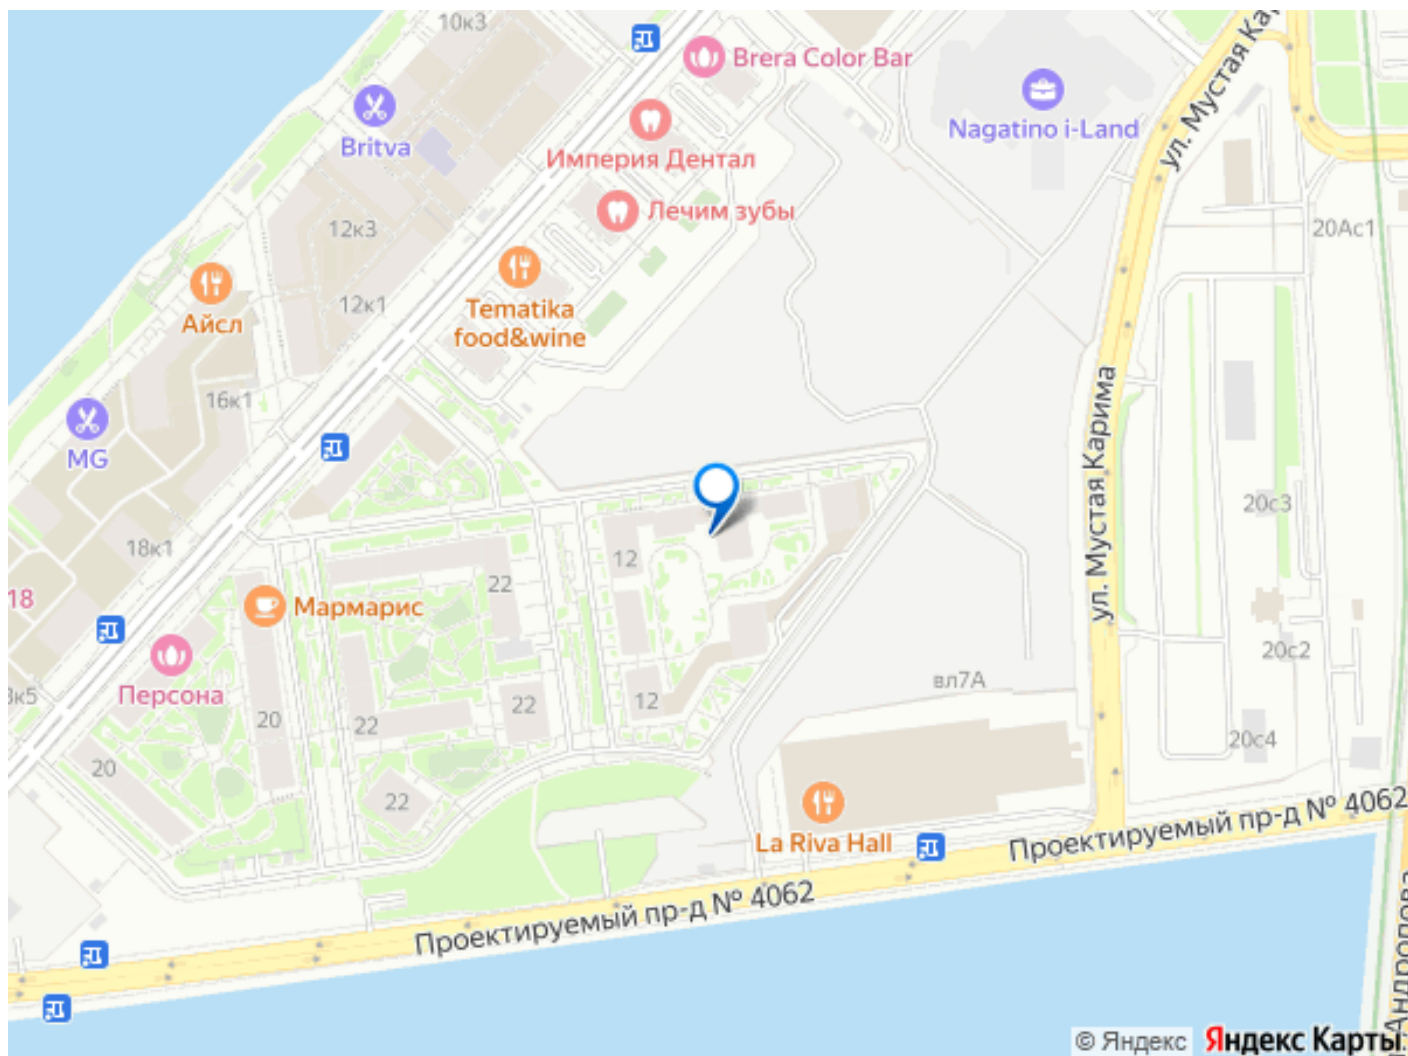 10к3
Brera Color Bar
ул. Мустая Ка
Nagatino i-Land
Britva
Империя Дентал
Лечим зубы
12к3
20Ас1
12к1
Айсл
Tematika
food&wine
16к1
MG
ул. Мустая Карима
20с3
18к1
12
22
18
Мармарис
20с2
Персона
к5
вл7А
12
22
20
22
20с4
20
22
La Riva Hall
Проектируемый пр-д № 4062
Проектируемый пр-д № 4062
Андропова
© Яндекс Яндекс Карты